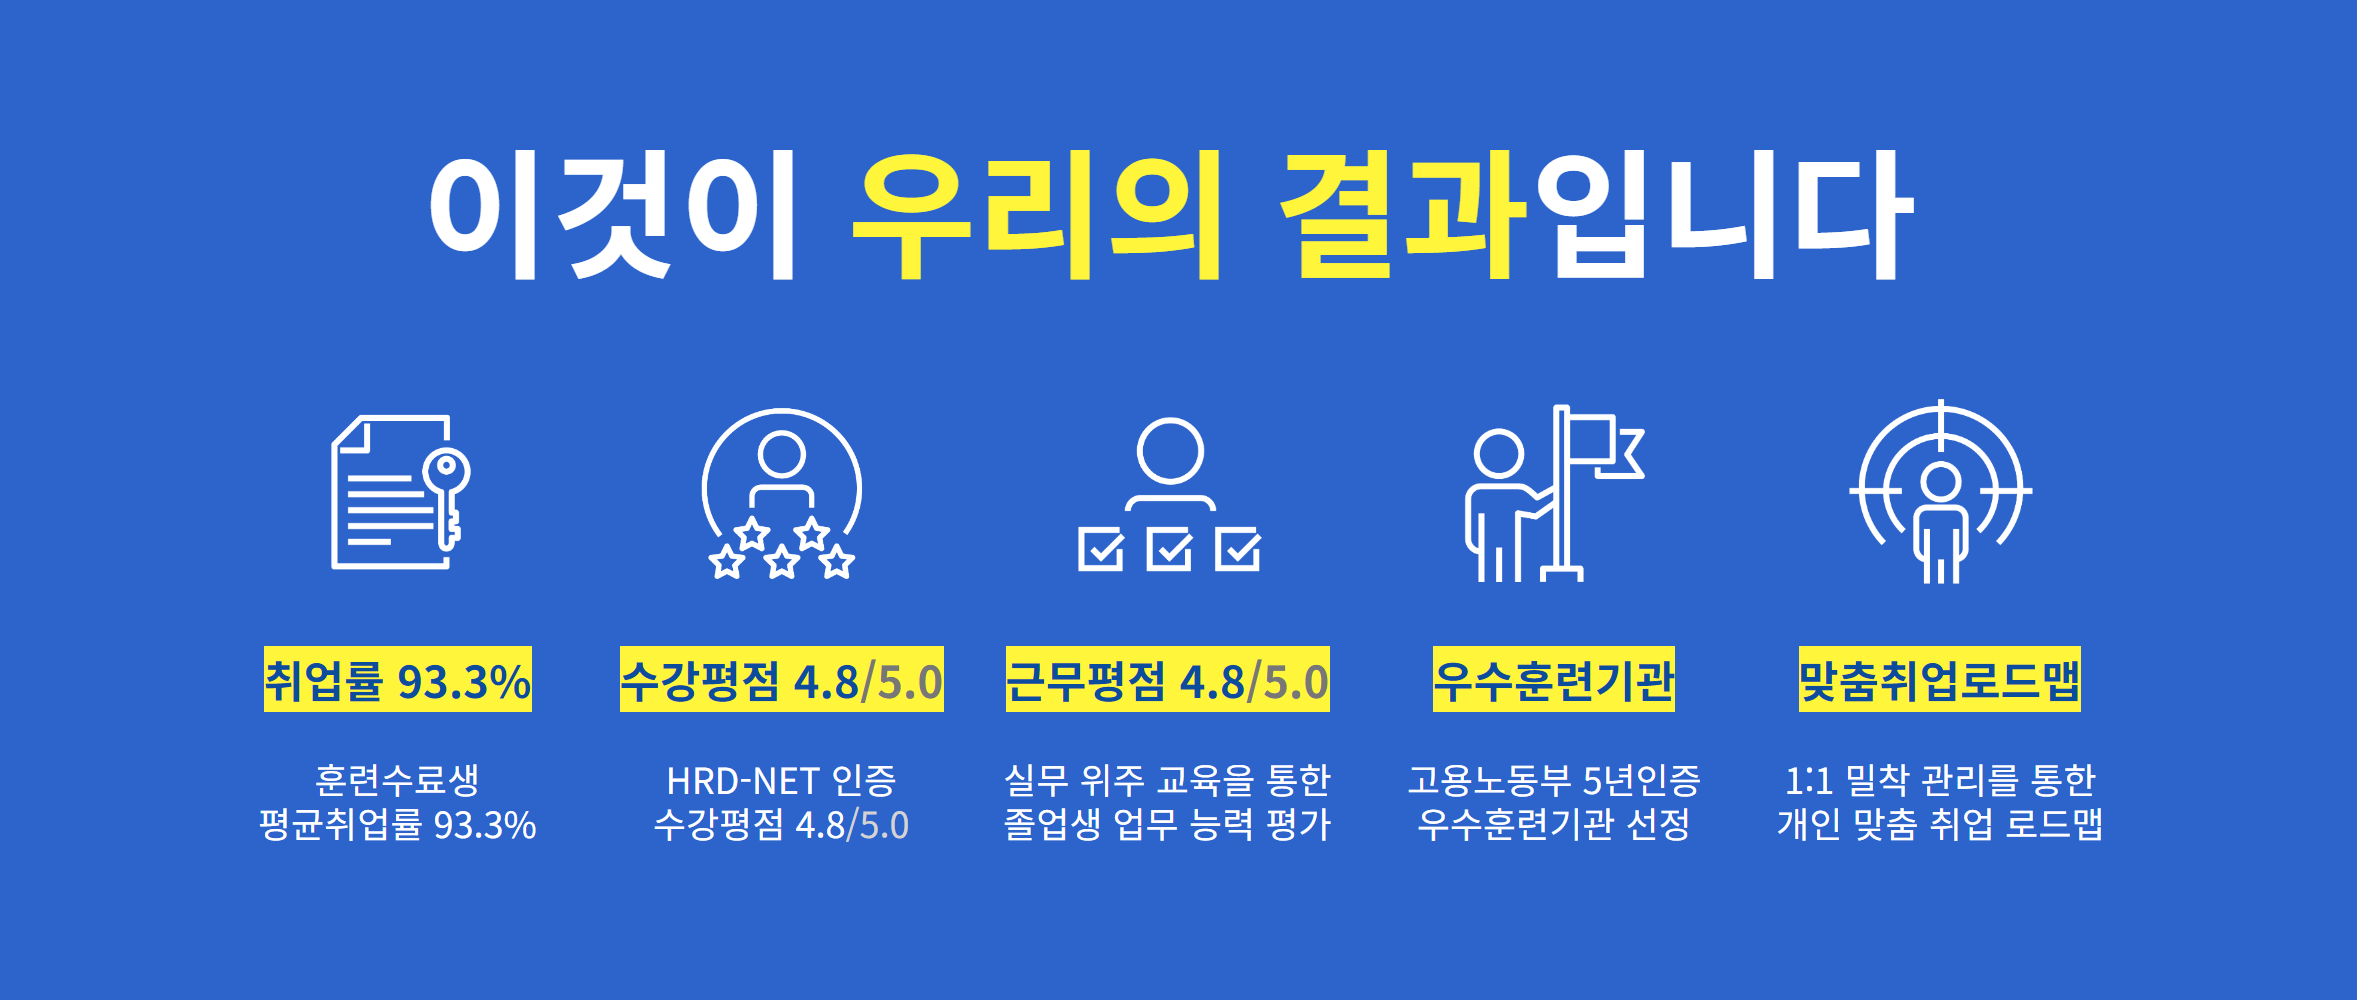 이것이 우리의 결과입니다
취업률 93.3%
훈련수료생
평균취업률 93.3%
수강평점 4.8/5.0
HRD-NET 인증
수강평점 4.8/5.0
근무평점 4.8/5.0
실무 위주 교육을 통한
졸업생 업무 능력 평가
우수훈련기관
고용노동부 5년인증
우수훈련기관 선정
맞춤취업로드맵
1:1 밀착 관리를 통한
개인 맞춤 취업 로드맵